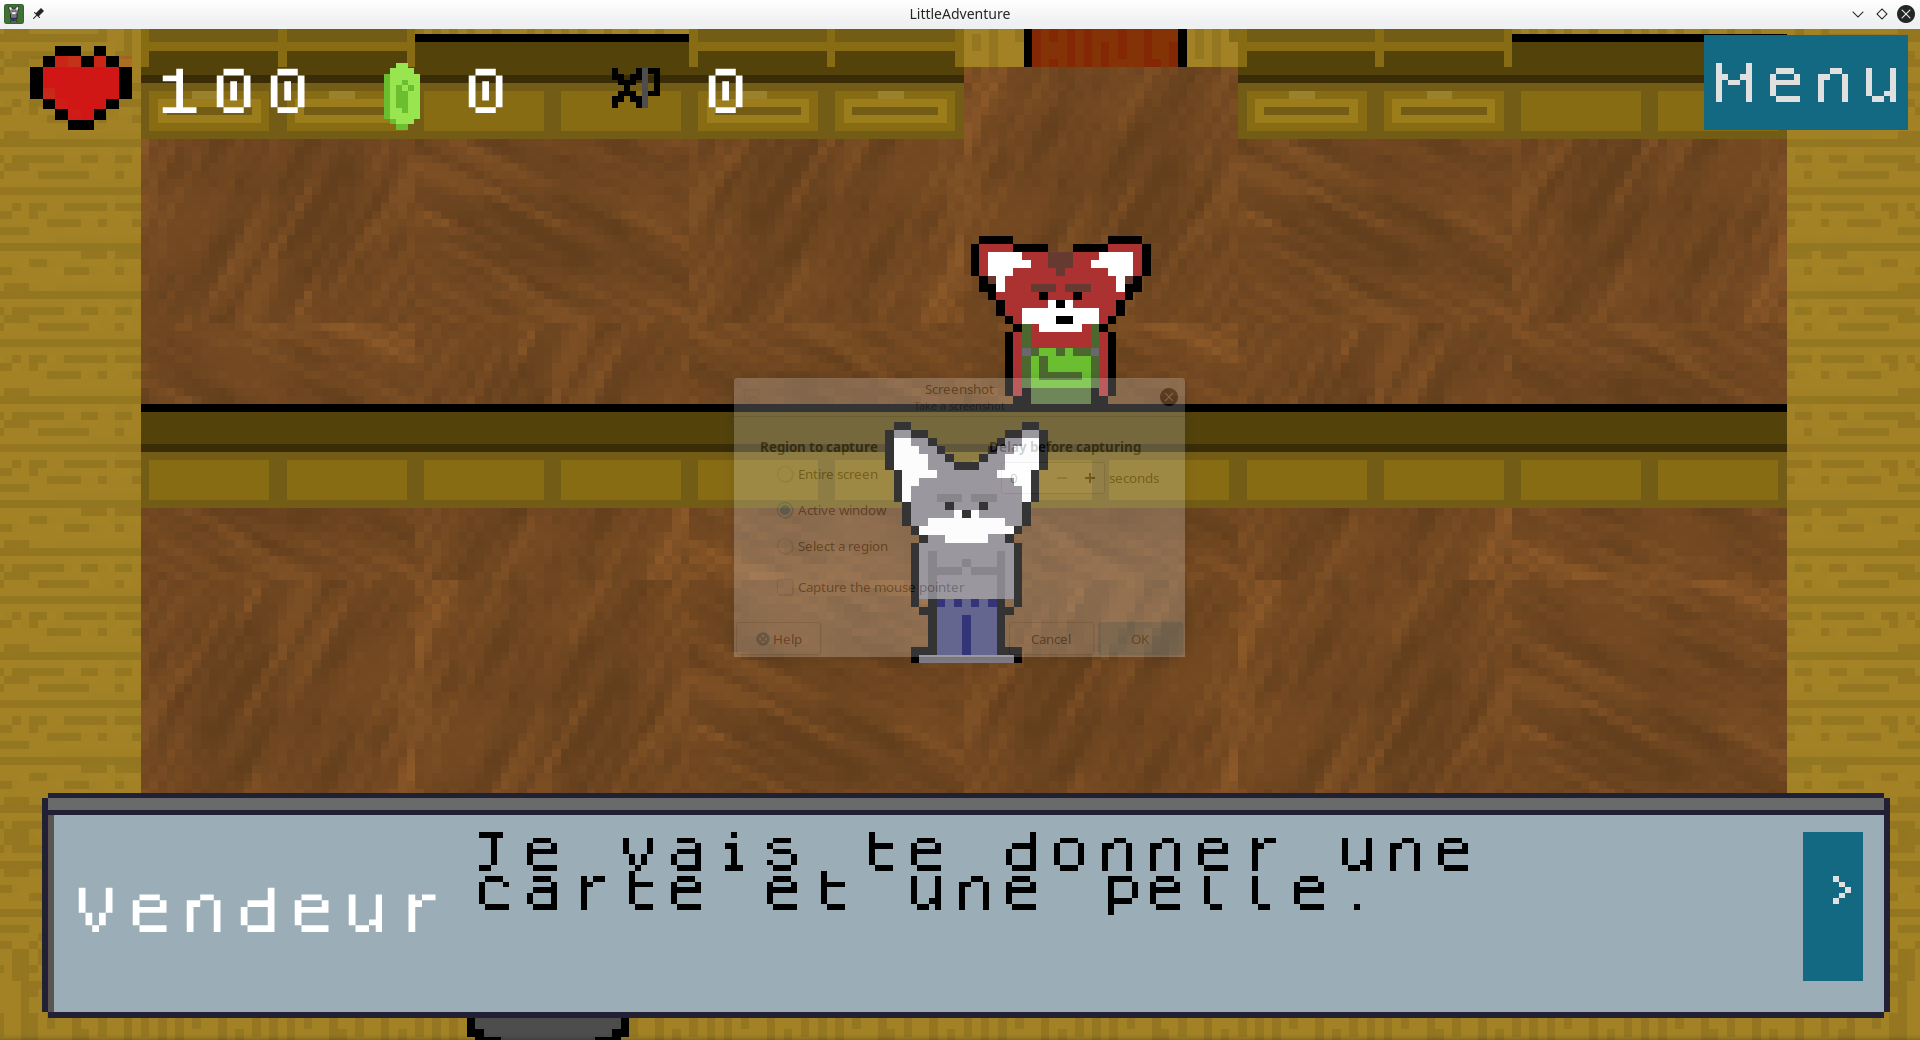 LittleAdventure
100 0 XP 0
Menu
Screenshot
Take a screenshot
Region to capture
Delay before capturing
Entire screen
0 − + seconds
Active window
Select a region
Capture the mouse pointer
Help Cancel OK
Vendeur
Je vais te donner une
carte et une pelle.
>